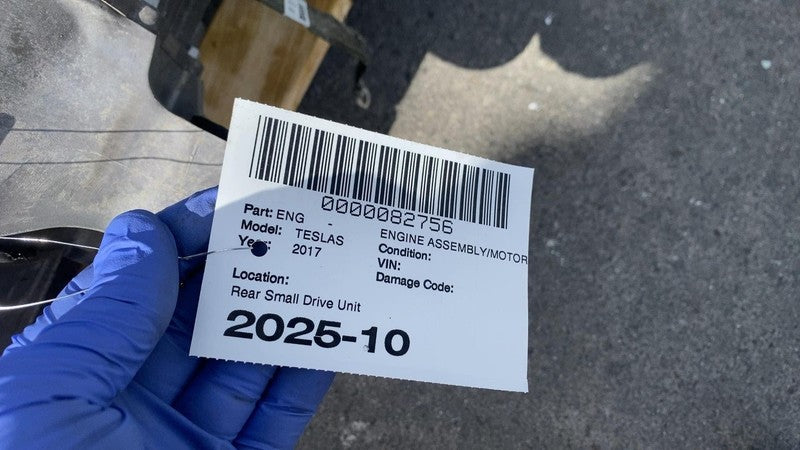 0000082756
Part: ENG - ENGINE ASSEMBLY/MOTOR
Model: TESLAS Condition:
Year: 2017 VIN:
Damage Code:
Location:
Rear Small Drive Unit
2025-10